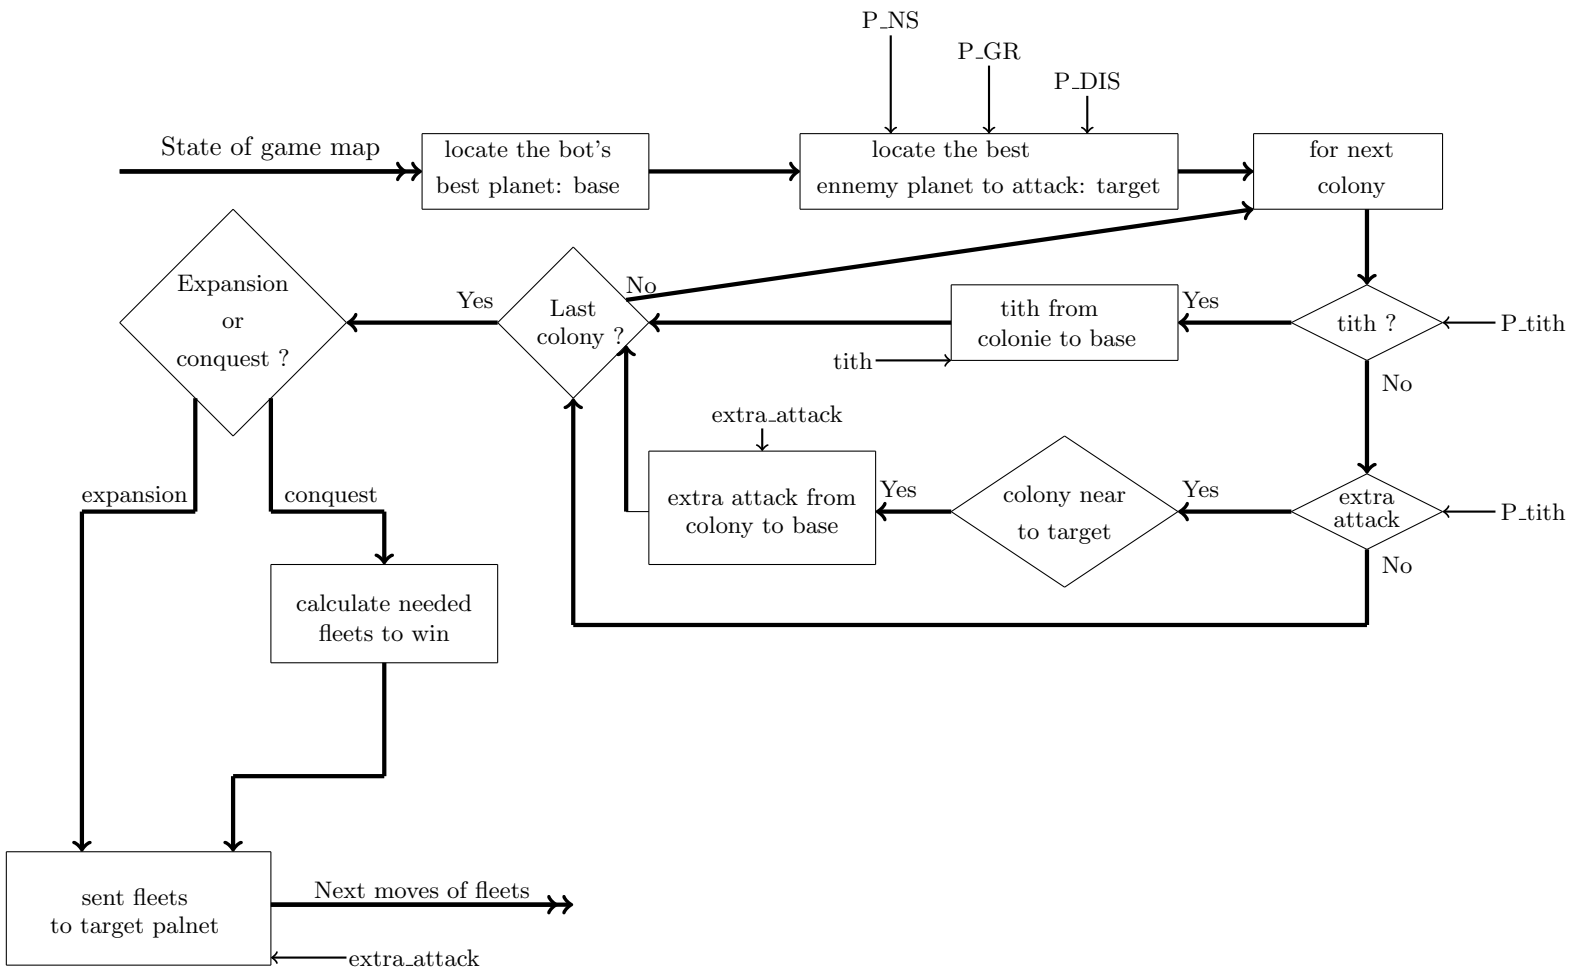 P_NS
P_GR
P_DIS
State of game map
locate the bot's
best planet: base
locate the best
ennemy planet to attack: target
for next
colony
Expansion
or
conquest ?
Yes
Last
colony ?
No
tith from
colonie to base
tith
Yes
tith ?
P_tith
No
extra_attack
extra attack from
colony to base
Yes
colony near
to target
Yes
extra
attack
P_tith
No
expansion
conquest
calculate needed
fleets to win
sent fleets
to target palnet
Next moves of fleets
extra_attack